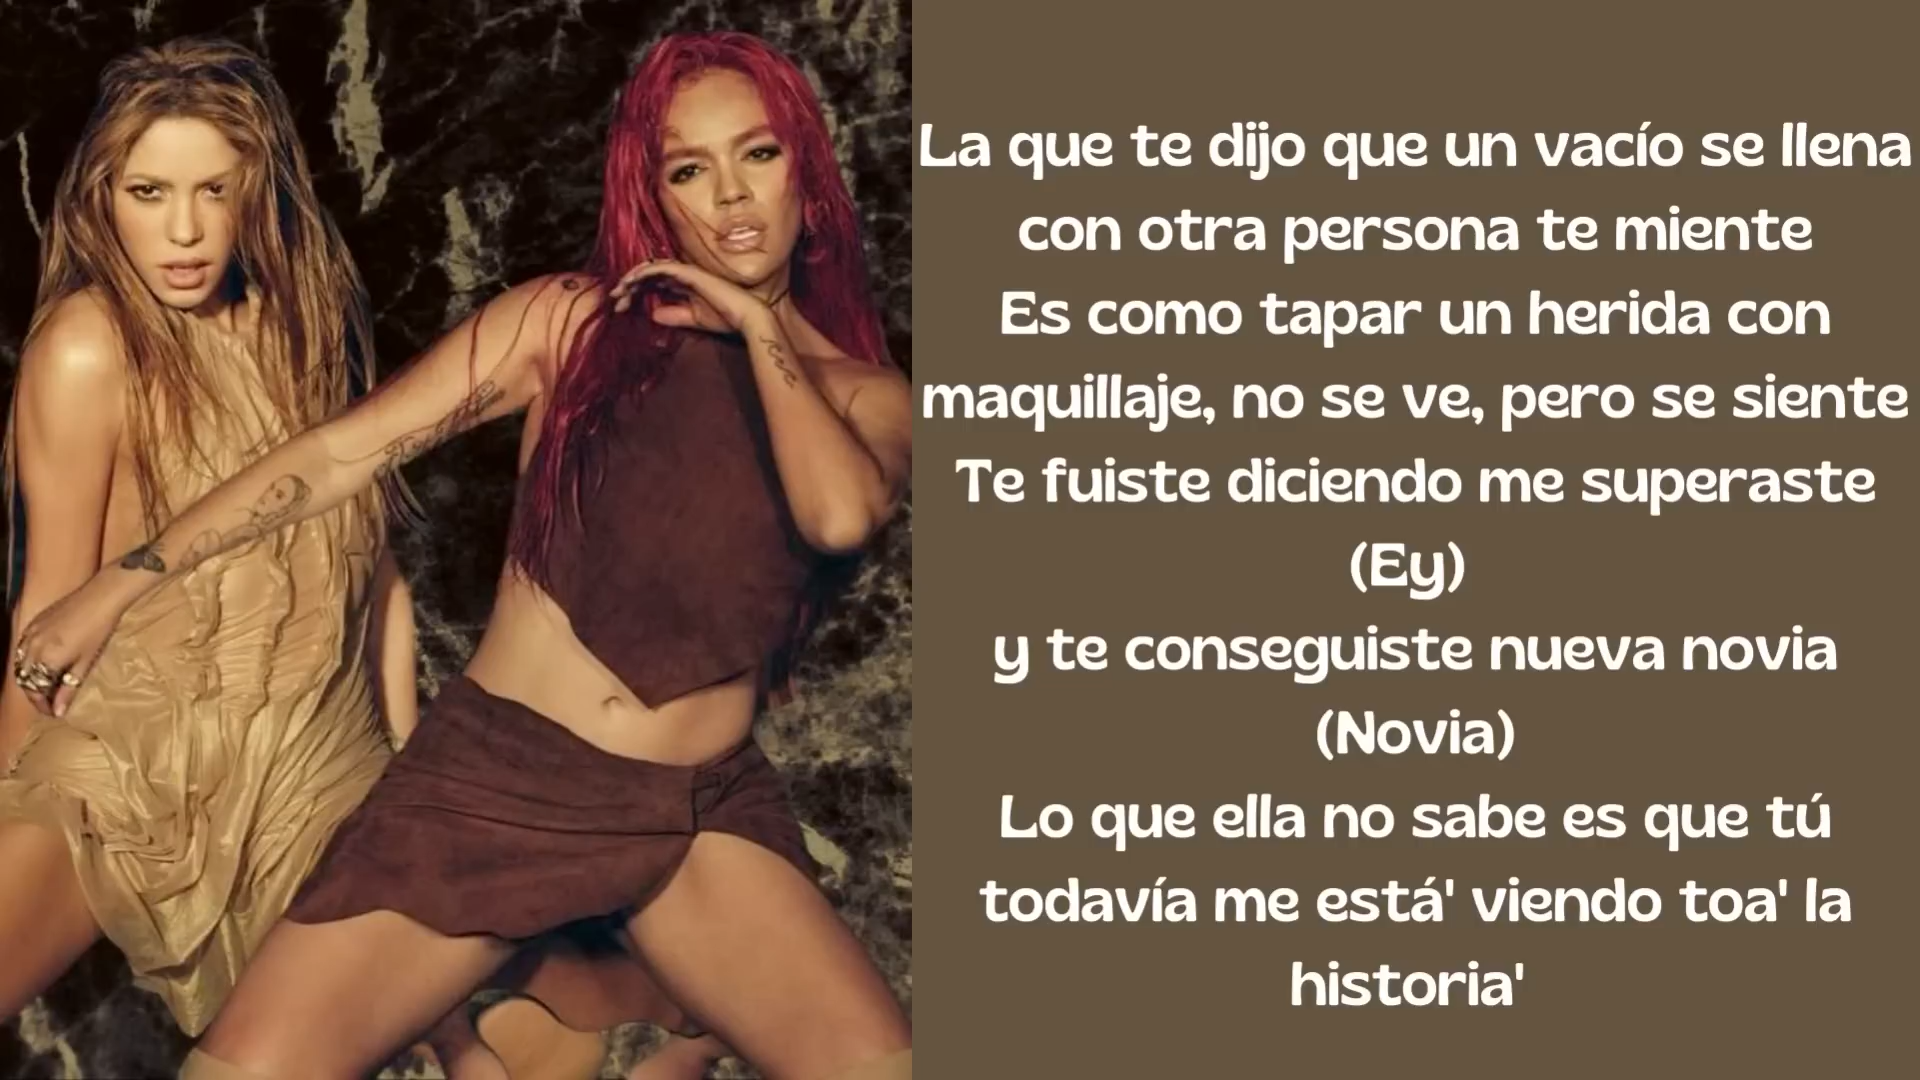 La que te dijo que un vacío se llena
con otra persona te miente
Es como tapar un herida con
maquillaje, no se ve, pero se siente
Te fuiste diciendo me superaste
(Ey)
y te conseguiste nueva novia
(Novia)
Lo que ella no sabe es que tú
todavía me está' viendo toa' la
historia'